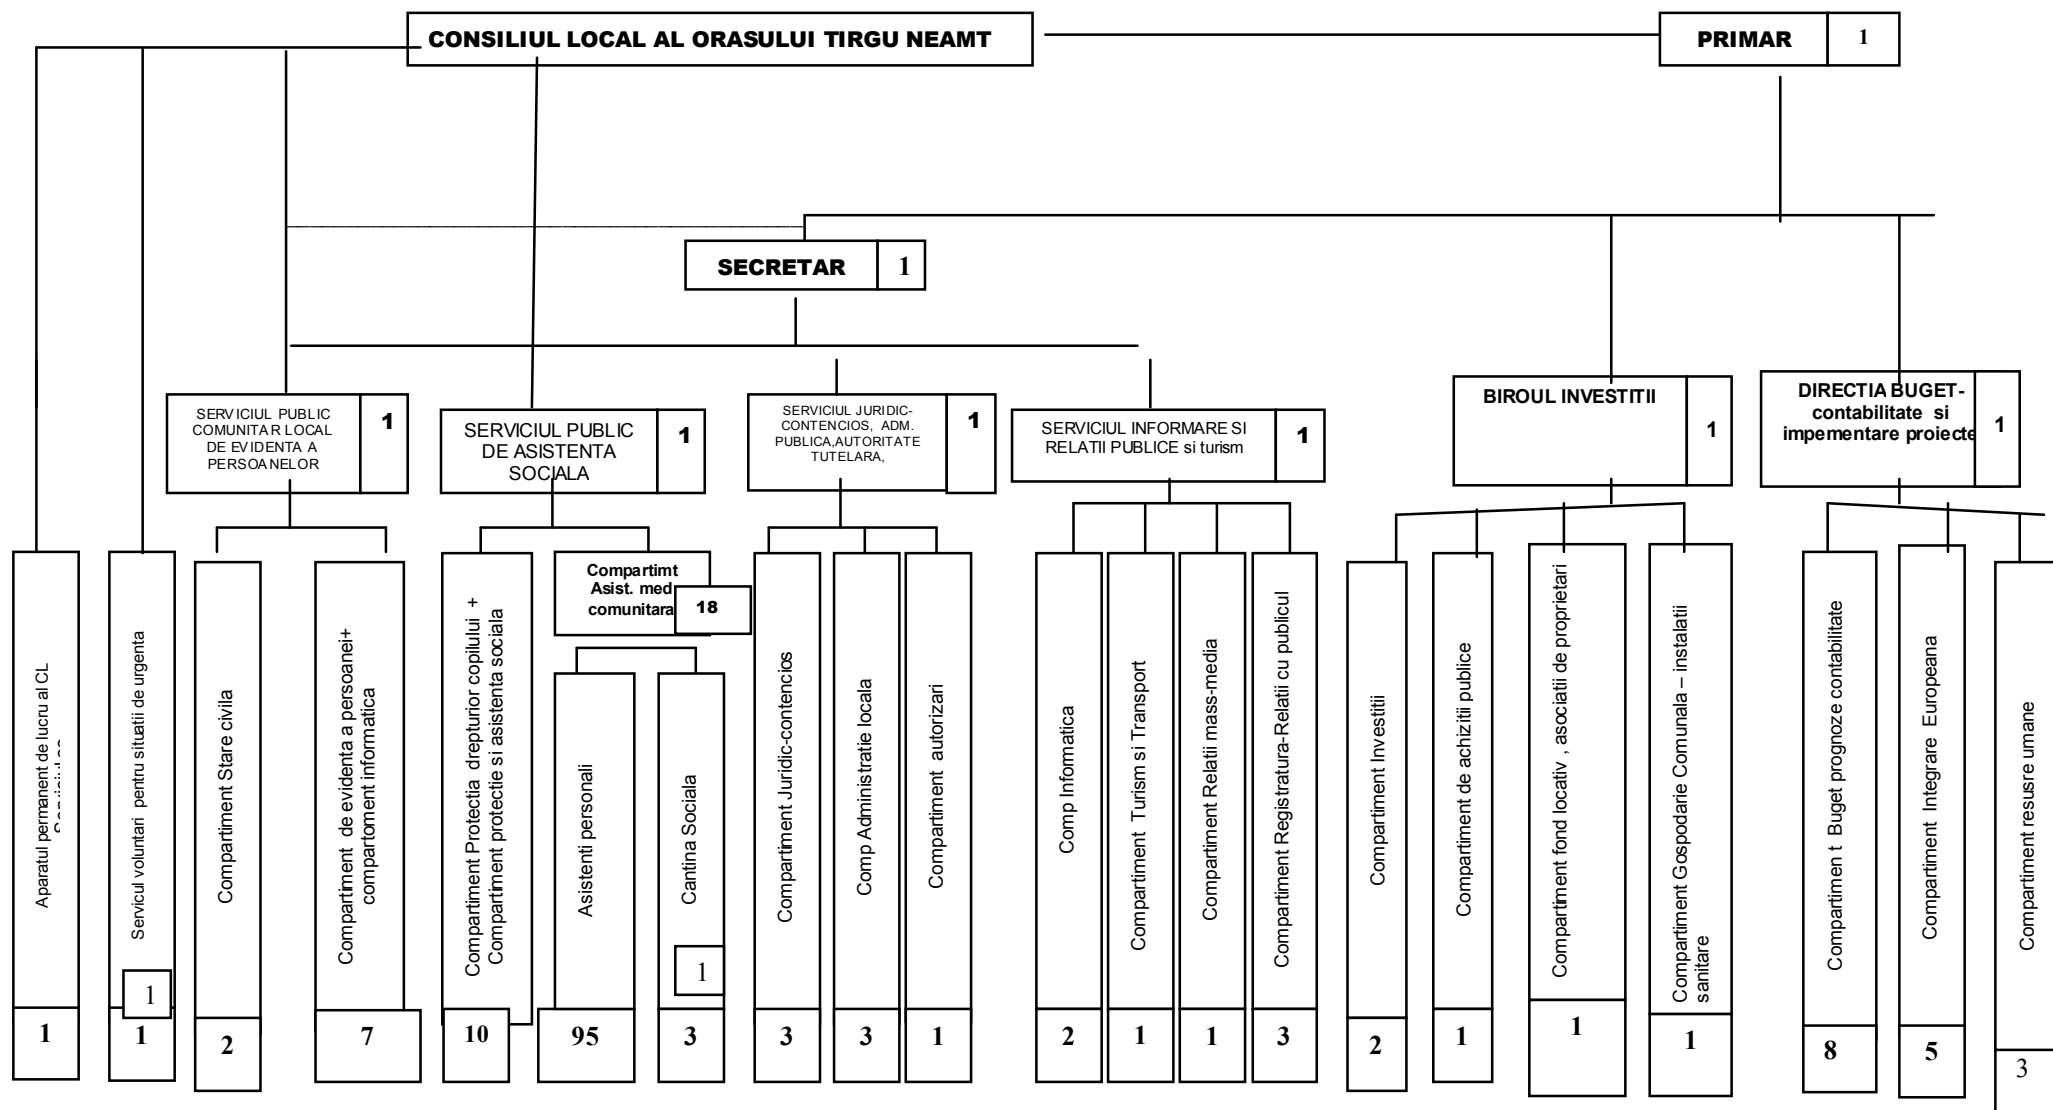 CONSILIUL LOCAL AL ORASULUI TIRGU NEAMT
PRIMAR
1
SECRETAR
1
SERVICIUL PUBLIC
COMUNITAR LOCAL
DE EVIDENTA A
PERSOANELOR
1
SERVICIUL PUBLIC
DE ASISTENTA
SOCIALA
1
SERVICIUL JURIDIC-
CONTENCIOS, ADM.
PUBLICA,AUTORITATE
TUTELARA,
1
SERVICIUL INFORMARE SI
RELATII PUBLICE si turism
1
BIROUL INVESTITII
1
DIRECTIA BUGET-
contabilitate si
impementare proiecte
1
Aparatul permanent de lucru al CL
1
Servicul voluntari pentru situatii de urgenta
1
1
Compartiment Stare civila
2
Compartiment de evidenta a persoanei+
compartoment informatica
7
Compartiment Protectia drepturior copilului +
Compartiment protectie si asistenta sociala
10
Compartimt
Asist. med
comunitara
18
Asistenti personali
95
Cantina Sociala
1
3
Compartiment Juridic-contencios
3
Comp Administratie locala
3
Compartiment autorizari
1
Comp Informatica
2
Compartiment Turism si Transport
1
Compartiment Relatii mass-media
1
Compartiment Registratura-Relatii cu publicul
3
Compartiment Investitii
2
Compartiment de achizitii publice
1
Compartiment fond locativ , asociatii de proprietari
1
Compartiment Gospodarie Comunala – instalatii
sanitare
1
Compartimen t Buget prognoze contabilitate
8
Compartiment Integrare Europeana
5
Compartiment resusre umane
3